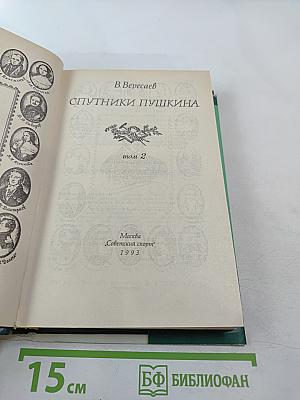 В. Вересаев
СПУТНИКИ ПУШКИНА
том 2
Москва
„Советский спорт"
1993
15 см
БФ БИБЛИОФАН